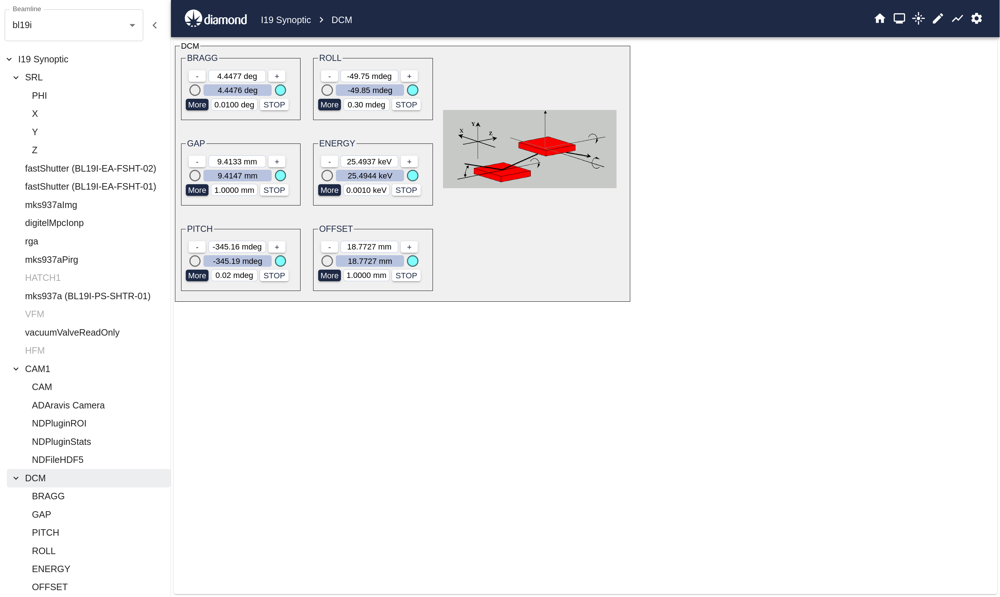 Beamline
bl19i
I19 Synoptic
SRL
PHI
X
Y
Z
fastShutter (BL19I-EA-FSHT-02)
fastShutter (BL19I-EA-FSHT-01)
mks937aImg
digitelMpcIonp
rga
mks937aPirg
HATCH1
mks937a (BL19I-PS-SHTR-01)
VFM
vacuumValveReadOnly
HFM
CAM1
CAM
ADAravis Camera
NDPluginROI
NDPluginStats
NDFileHDF5
DCM
BRAGG
GAP
PITCH
ROLL
ENERGY
OFFSET
diamond I19 Synoptic > DCM
DCM
BRAGG
- 4.4477 deg +
4.4476 deg
More 0.0100 deg STOP
ROLL
- -49.75 mdeg +
-49.85 mdeg
More 0.30 mdeg STOP
GAP
- 9.4133 mm +
9.4147 mm
More 1.0000 mm STOP
ENERGY
- 25.4937 keV +
25.4944 keV
More 0.0010 keV STOP
PITCH
- -345.16 mdeg +
-345.19 mdeg
More 0.02 mdeg STOP
OFFSET
- 18.7727 mm +
18.7727 mm
More 1.0000 mm STOP
Y
X
Z